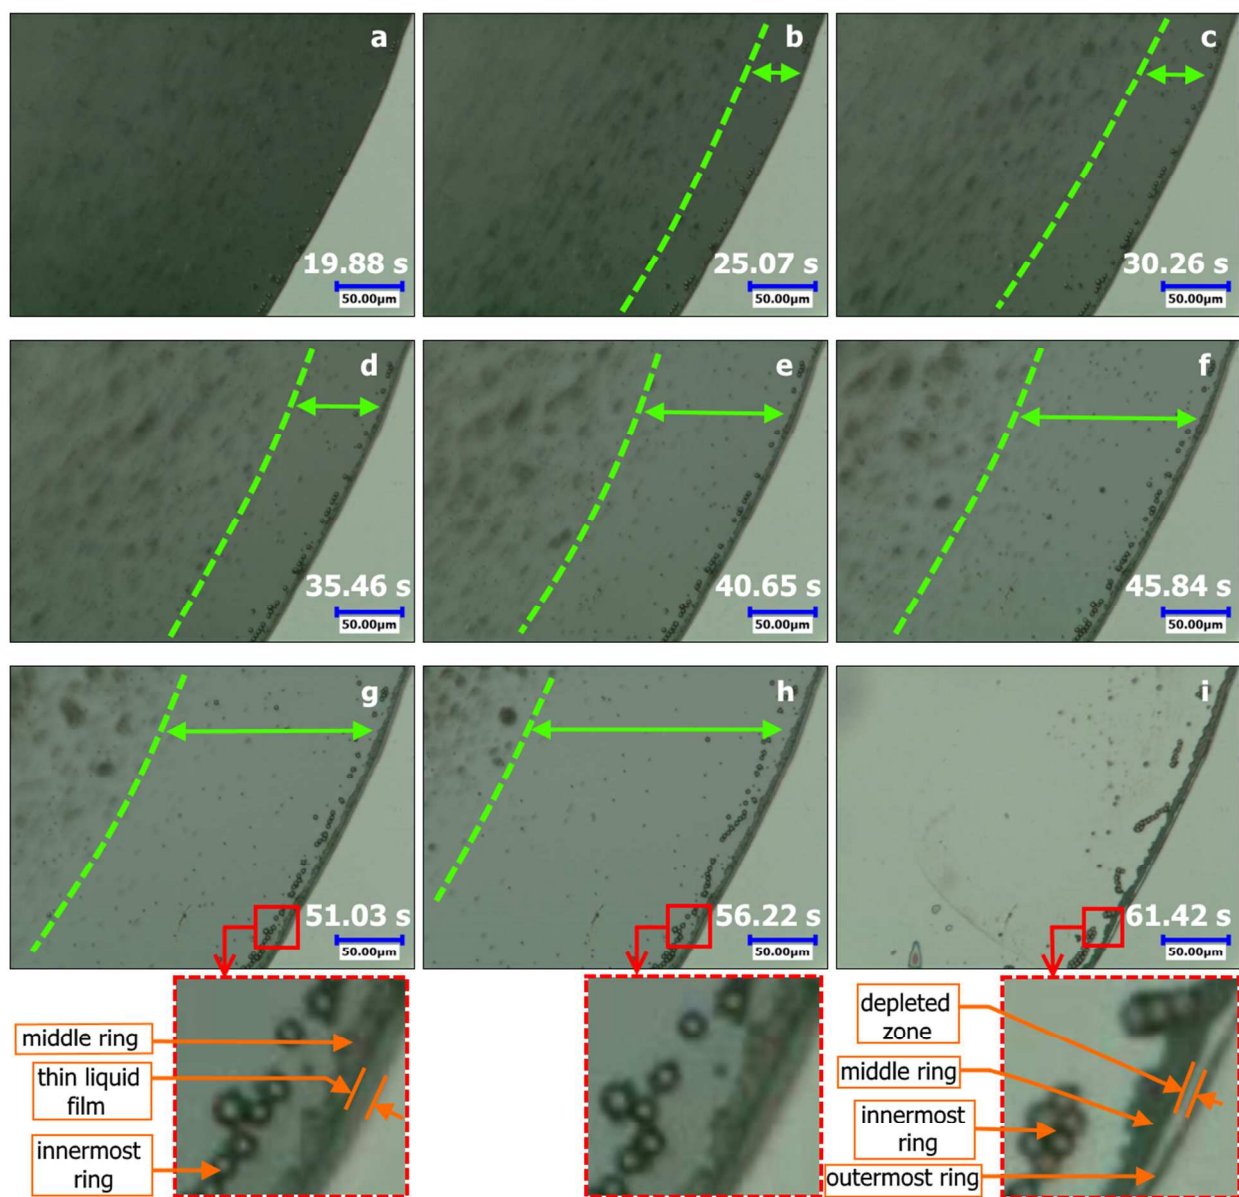 a
19.88 s
50.00µm
b
25.07 s
50.00µm
c
30.26 s
50.00µm
d
35.46 s
50.00µm
e
40.65 s
50.00µm
f
45.84 s
50.00µm
g
51.03 s
50.00µm
h
56.22 s
50.00µm
i
61.42 s
50.00µm
middle ring
thin liquid
film
innermost
ring
depleted
zone
middle ring
innermost
ring
outermost ring